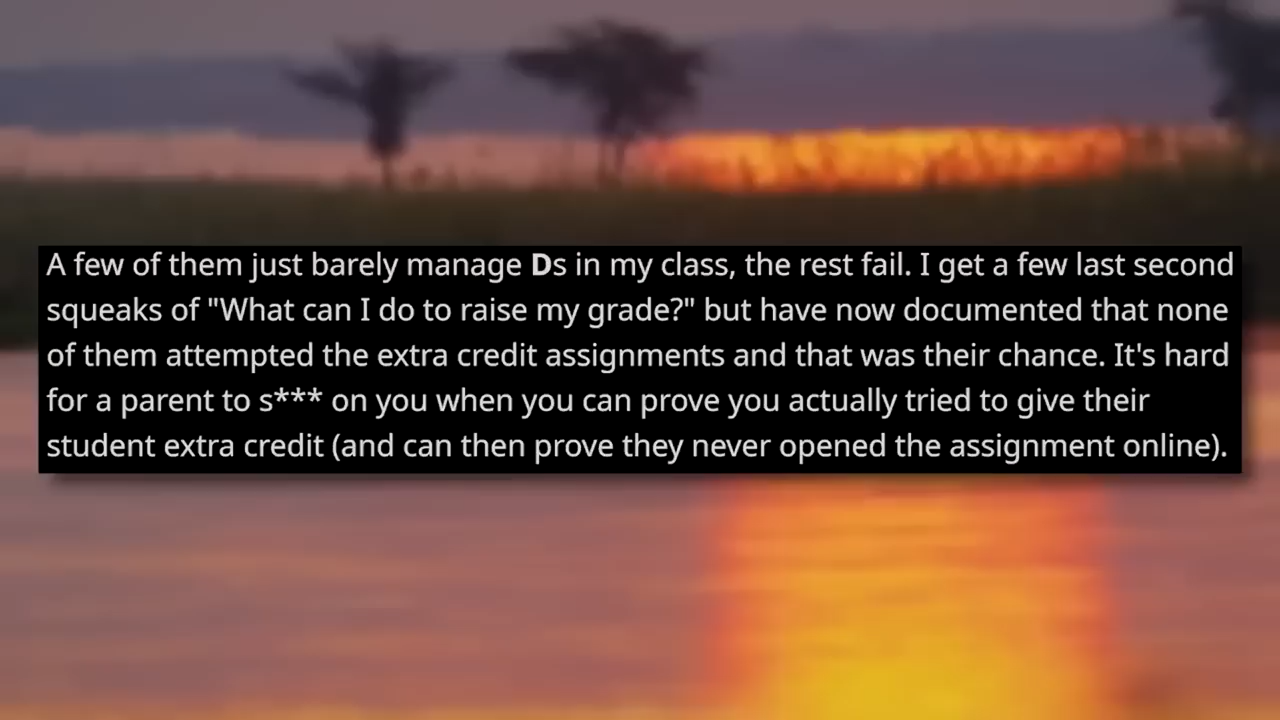 A few of them just barely manage Ds in my class, the rest fail. I get a few last second
squeaks of "What can I do to raise my grade?" but have now documented that none
of them attempted the extra credit assignments and that was their chance. It's hard
for a parent to s*** on you when you can prove you actually tried to give their
student extra credit (and can then prove they never opened the assignment online).